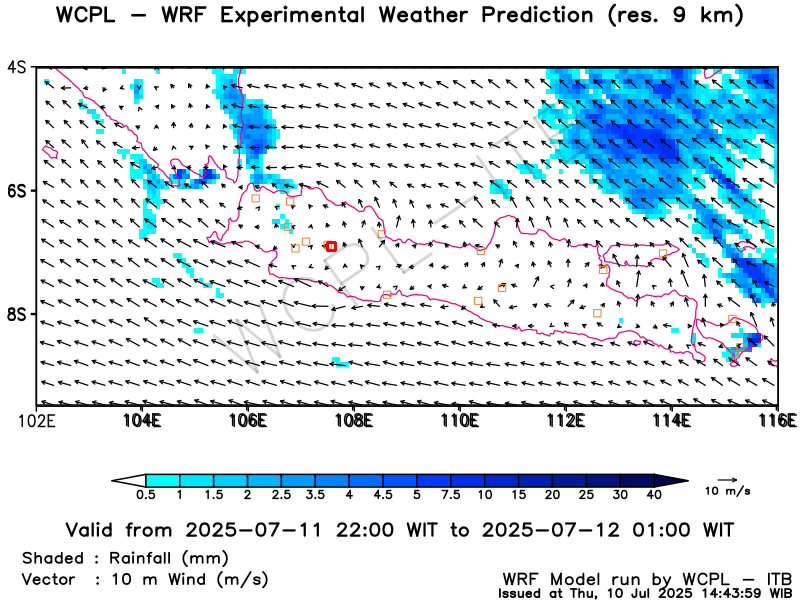 WCPL – WRF Experimental Weather Prediction (res. 9 km)
4S
6S
8S
WCPL-ITB
102E 104E 106E 108E 110E 112E 114E 116E
0.5 1 1.5 2 2.5 3.5 4 4.5 5 7.5 10 15 20 25 30 40
10 m/s
Valid from 2025-07-11 22:00 WIT to 2025-07-12 01:00 WIT
Shaded : Rainfall (mm)
Vector : 10 m Wind (m/s)
WRF Model run by WCPL – ITB
Issued at Thu, 10 Jul 2025 14:43:59 WIB